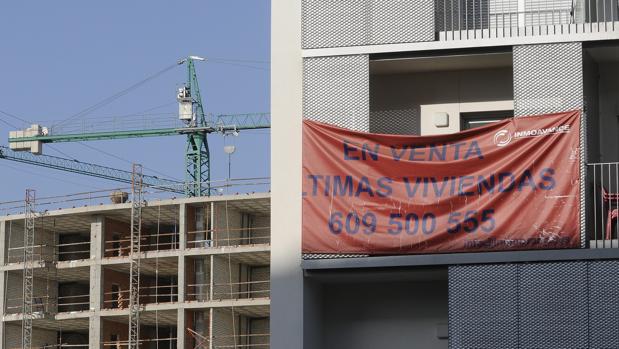 INMOAVANCE
EN VENTA
LTIMAS VIVIENDAS
609 500 555